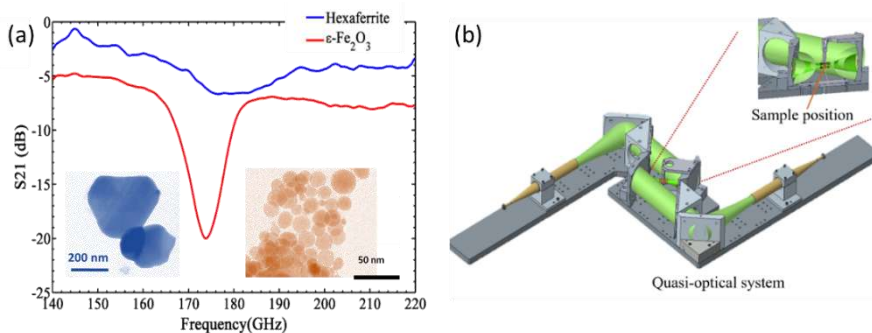 (a)
Hexaferrite
ε-Fe2O3
S21 (dB)
0
-5
-10
-15
-20
-25
200 nm
50 nm
140 150 160 170 180 190 200 210 220
Frequency(GHz)
(b)
Sample position
Quasi-optical system